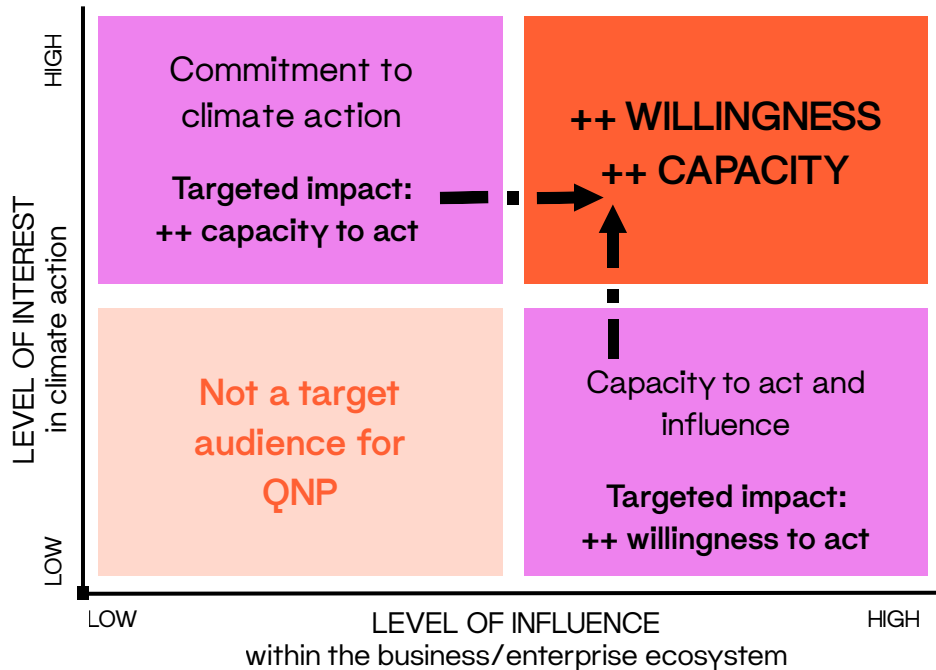 HIGH
Commitment to
climate action
Targeted impact:
++ capacity to act
++ WILLINGNESS
++ CAPACITY
LEVEL OF INTEREST
in climate action
Not a target
audience for
QNP
Capacity to act and
influence
Targeted impact:
++ willingness to act
LOW
LOW
LEVEL OF INFLUENCE
within the business/enterprise ecosystem
HIGH